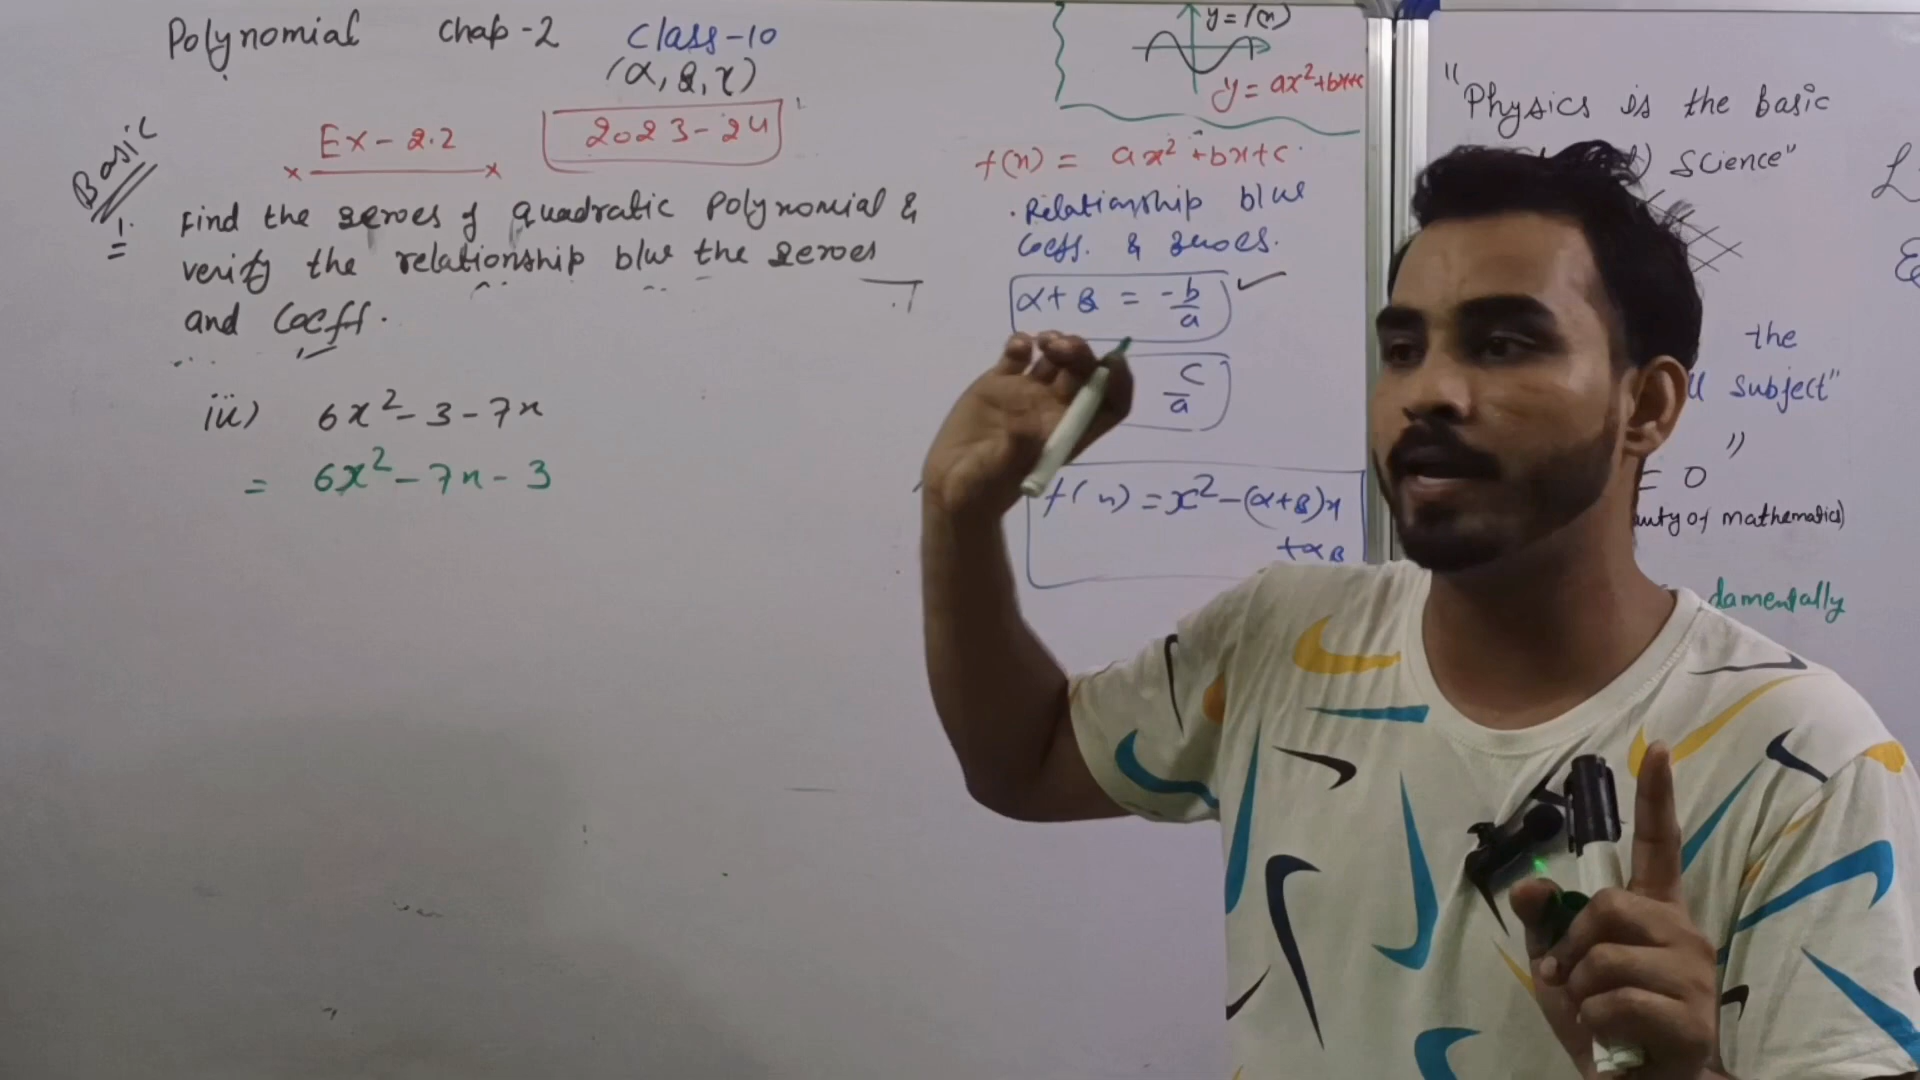 Polynomial Chap-2 Class-10
(α, β, γ)
Basic
Ex-2.2 2023-24
1. Find the zeroes of quadratic polynomial &
verify the relationship b/w the zeroes
and Coeff.
iii) 6x²-3-7x
= 6x²-7x-3
y=f(x)
y=ax²+bx+c
f(x) = ax²+bx+c
Relationship b/w
Coeff. & zeroes.
α+β = -b/a
c/a
f(x) = x²-(α+β)x
+αβ
"Physics is the basic
Science"
the
subject"
"
= 0
of mathematics)
damentally